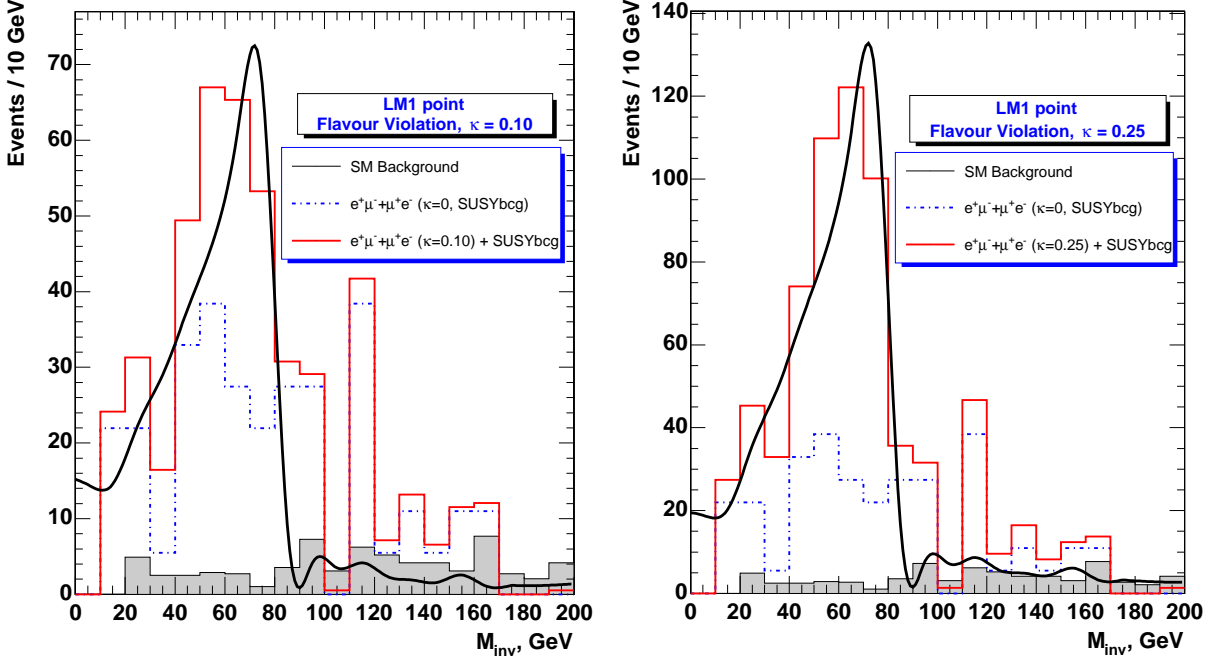 Events / 10 GeV
LM1 point
Flavour Violation, κ = 0.10
SM Background
e⁺μ⁻+μ⁺e⁻ (κ=0, SUSYbcg)
e⁺μ⁻+μ⁺e⁻ (κ=0.10) + SUSYbcg
70
60
50
40
30
20
10
0
0 20 40 60 80 100 120 140 160 180 200
M_inv, GeV
Events / 10 GeV
LM1 point
Flavour Violation, κ = 0.25
SM Background
e⁺μ⁻+μ⁺e⁻ (κ=0, SUSYbcg)
e⁺μ⁻+μ⁺e⁻ (κ=0.25) + SUSYbcg
140
120
100
80
60
40
20
0
0 20 40 60 80 100 120 140 160 180 200
M_inv, GeV